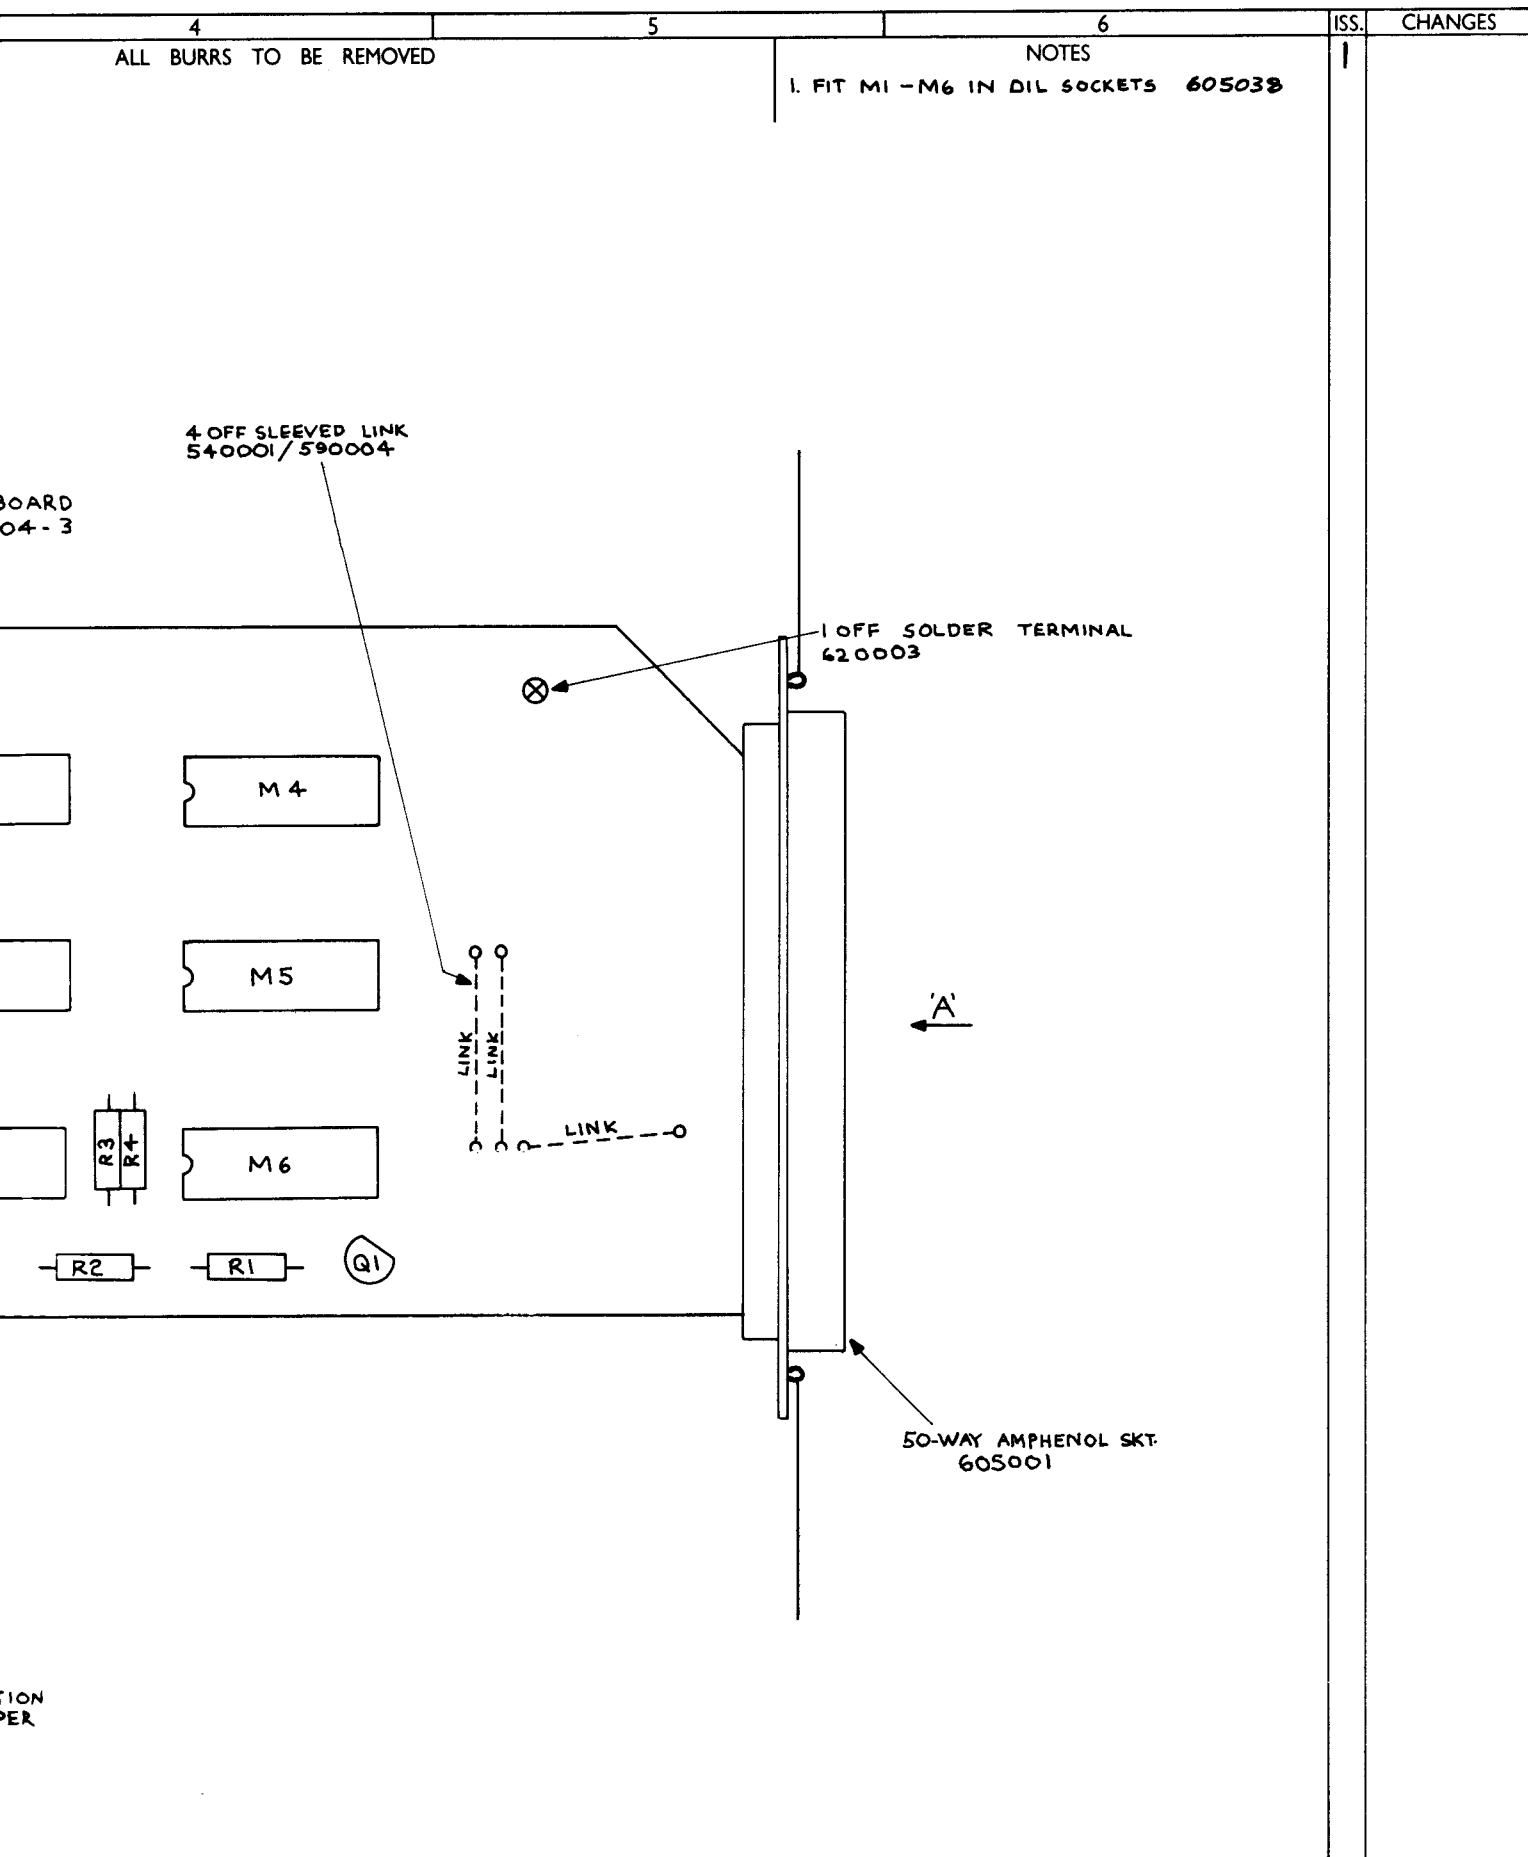 4 5 6 ISS. CHANGES
ALL BURRS TO BE REMOVED
NOTES
1
1. FIT M1 - M6 IN DIL SOCKETS 605038
4 OFF SLEEVED LINK
540001/590004
BOARD
04-3
1 OFF SOLDER TERMINAL
620003
M4
M5
'A'
LINK
LINK
LINK
R3
R4
M6
R2
R1
Q1
50-WAY AMPHENOL SKT.
605001
TION
PER